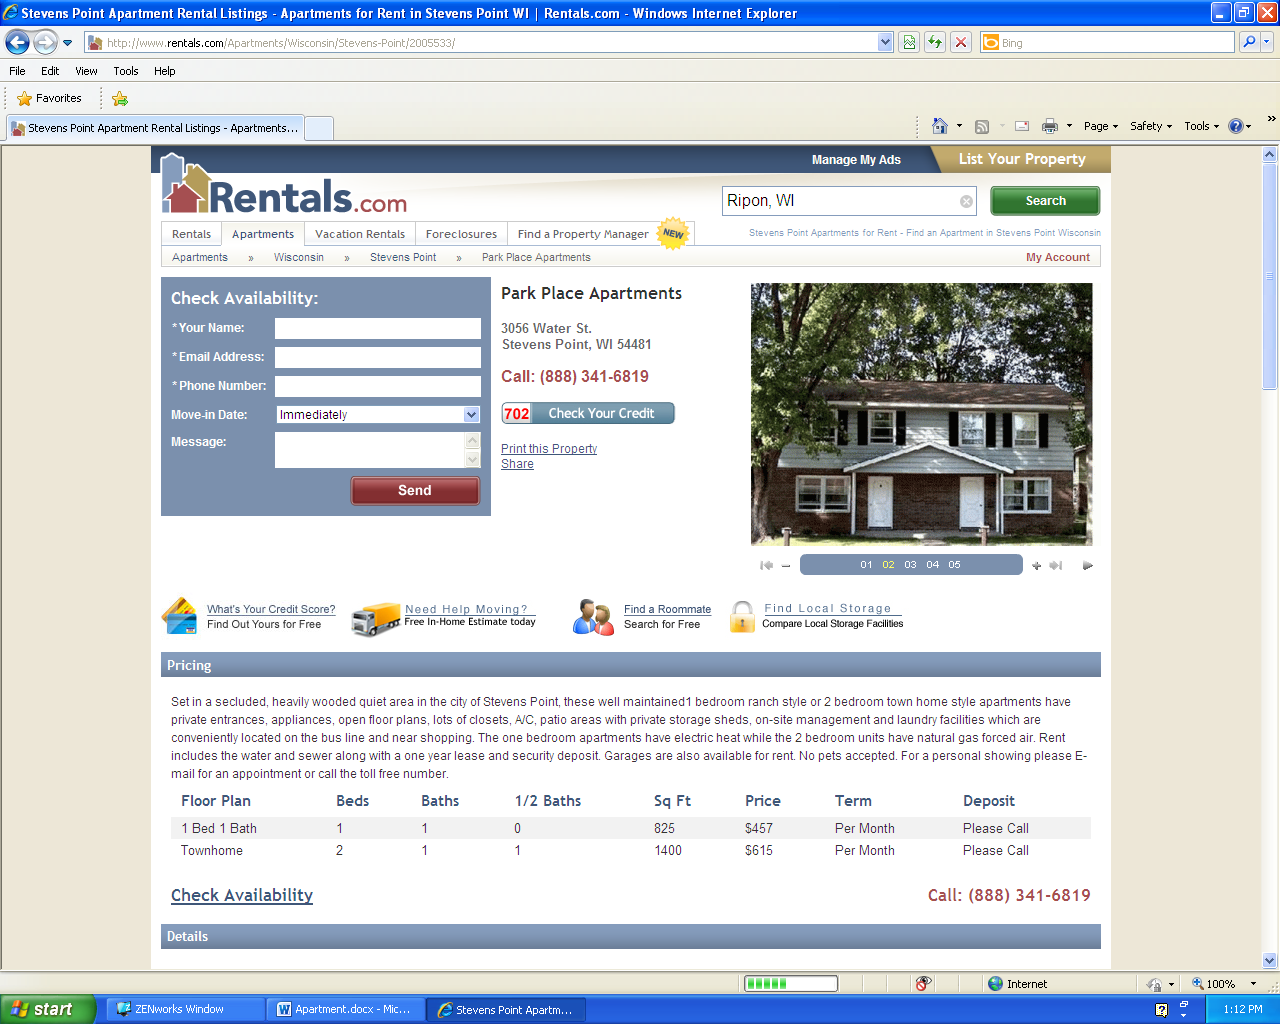 Stevens Point Apartment Rental Listings - Apartments for Rent in Stevens Point WI | Rentals.com - Windows Internet Explorer
http://www.rentals.com/Apartments/Wisconsin/Stevens-Point/2005533/
Bing
File Edit View Tools Help
Favorites
Stevens Point Apartment Rental Listings - Apartments...
Page Safety Tools
Manage My Ads List Your Property
Rentals.com
Ripon, WI Search
Rentals Apartments Vacation Rentals Foreclosures Find a Property Manager NEW
Stevens Point Apartments for Rent - Find an Apartment in Stevens Point Wisconsin
Apartments » Wisconsin » Stevens Point » Park Place Apartments My Account
Check Availability:
*Your Name:
*Email Address:
*Phone Number:
Move-in Date: Immediately
Message:
Send
Park Place Apartments
3056 Water St.
Stevens Point, WI 54481
Call: (888) 341-6819
702 Check Your Credit
Print this Property
Share
01 02 03 04 05
What's Your Credit Score?
Find Out Yours for Free
Need Help Moving?
Free In-Home Estimate today
Find a Roommate
Search for Free
Find Local Storage
Compare Local Storage Facilities
Pricing
Set in a secluded, heavily wooded quiet area in the city of Stevens Point, these well maintained1 bedroom ranch style or 2 bedroom town home style apartments have
private entrances, appliances, open floor plans, lots of closets, A/C, patio areas with private storage sheds, on-site management and laundry facilities which are
conveniently located on the bus line and near shopping. The one bedroom apartments have electric heat while the 2 bedroom units have natural gas forced air. Rent
includes the water and sewer along with a one year lease and security deposit. Garages are also available for rent. No pets accepted. For a personal showing please E-
mail for an appointment or call the toll free number.
Floor Plan Beds Baths 1/2 Baths Sq Ft Price Term Deposit
1 Bed 1 Bath 1 1 0 825 $457 Per Month Please Call
Townhome 2 1 1 1400 $615 Per Month Please Call
Check Availability Call: (888) 341-6819
Details
Internet 100%
start ZENworks Window Apartment.docx - Mic... Stevens Point Apartm... 1:12 PM